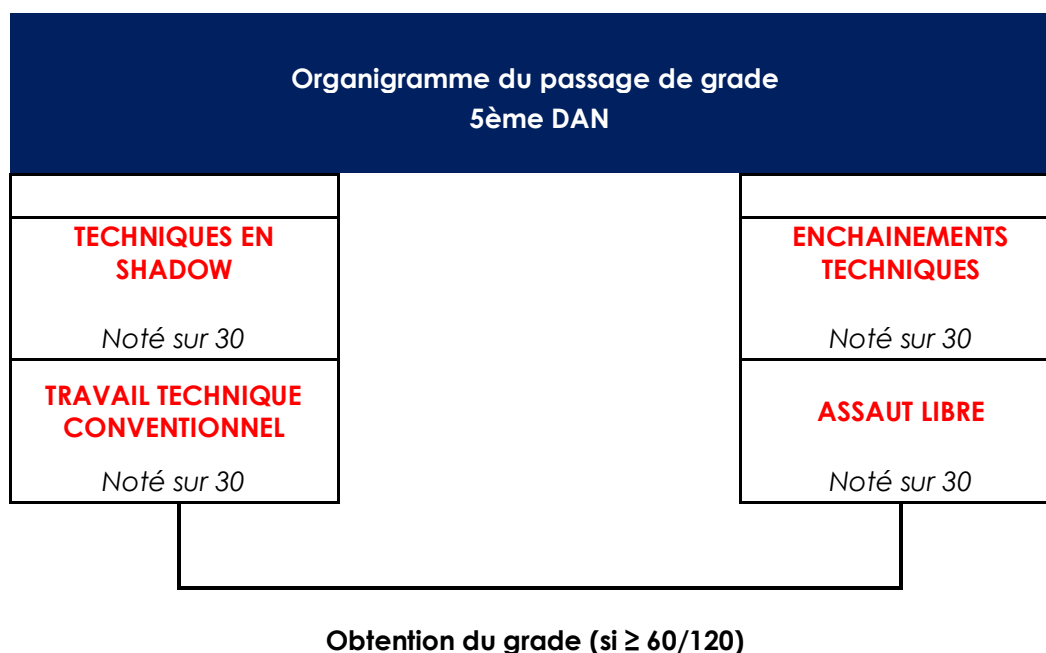 Organigramme du passage de grade
5ème DAN
TECHNIQUES EN
SHADOW
Noté sur 30
TRAVAIL TECHNIQUE
CONVENTIONNEL
Noté sur 30
ENCHAINEMENTS
TECHNIQUES
Noté sur 30
ASSAUT LIBRE
Noté sur 30
Obtention du grade (si ≥ 60/120)